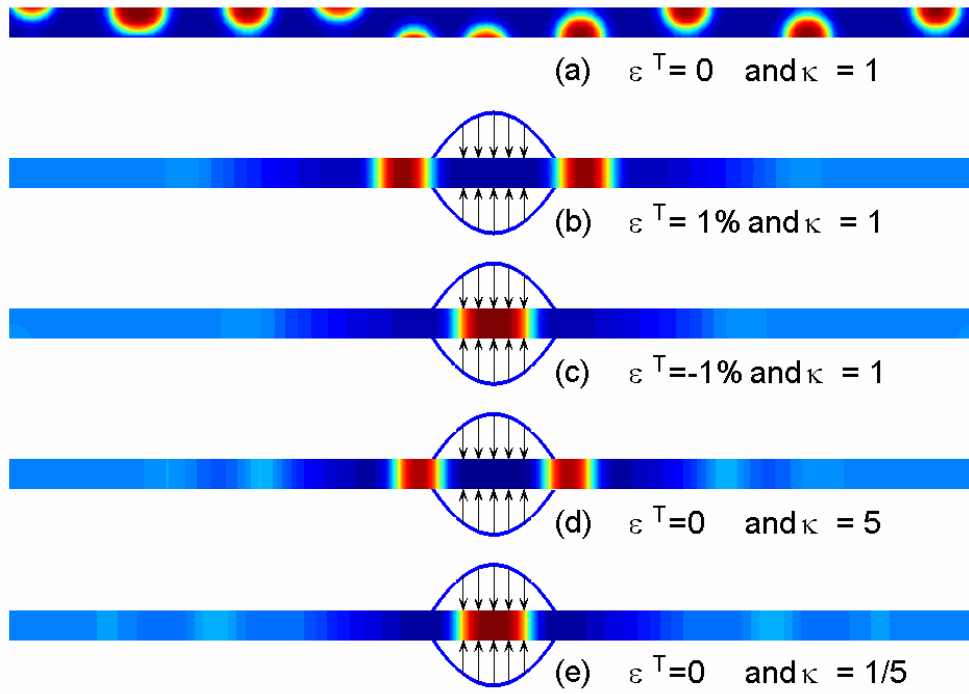 (a) ε T = 0 and κ = 1
(b) ε T = 1% and κ = 1
(c) ε T =-1% and κ = 1
(d) ε T =0 and κ = 5
(e) ε T =0 and κ = 1/5